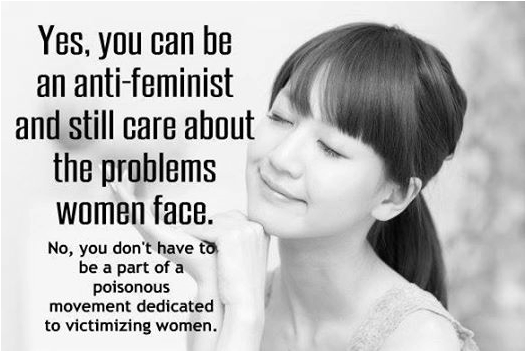 Yes, you can be
an anti-feminist
and still care about
the problems
women face.
No, you don't have to
be a part of a
poisonous
movement dedicated
to victimizing women.